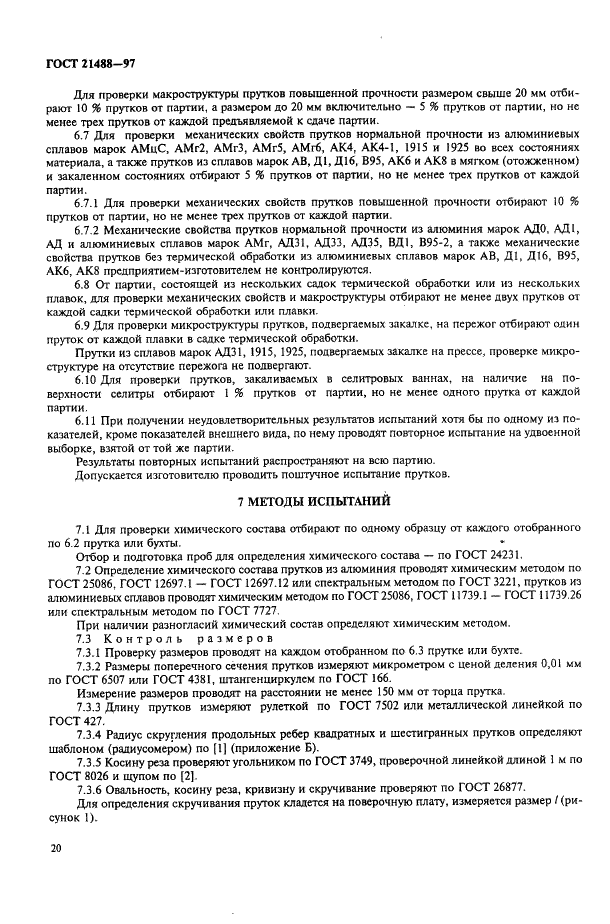 ГОСТ 21488—97
Для проверки макроструктуры прутков повышенной прочности размером свыше 20 мм отби-
рают 10 % прутков от партии, а размером до 20 мм включительно — 5 % прутков от партии, но не
менее трех прутков от каждой предъявляемой к сдаче партии.
6.7 Для проверки механических свойств прутков нормальной прочности из алюминиевых
сплавов марок АМцС, АМг2, АМг3, АМг5, АМг6, АК4, АК4-1, 1915 и 1925 во всех состояниях
материала, а также прутков из сплавов марок АВ, Д1, Д16, В95, АК6 и АК8 в мягком (отожженном)
и закаленном состояниях отбирают 5 % прутков от партии, но не менее трех прутков от каждой
партии.
6.7.1 Для проверки механических свойств прутков повышенной прочности отбирают 10 %
прутков от партии, но не менее трех прутков от каждой партии.
6.7.2 Механические свойства прутков нормальной прочности из алюминия марок АД0, АД1,
АД и алюминиевых сплавов марок АМг, АД31, АД33, АД35, ВД1, В95-2, а также механические
свойства прутков без термической обработки из алюминиевых сплавов марок АВ, Д1, Д16, В95,
АК6, АК8 предприятием-изготовителем не контролируются.
6.8 От партии, состоящей из нескольких садок термической обработки или из нескольких
плавок, для проверки механических свойств и макроструктуры отбирают не менее двух прутков от
каждой садки термической обработки или плавки.
6.9 Для проверки микроструктуры прутков, подвергаемых закалке, на пережог отбирают один
пруток от каждой плавки в садке термической обработки.
Прутки из сплавов марок АД31, 1915, 1925, подвергаемых закалке на прессе, проверке микро-
структуре на отсутствие пережога не подвергают.
6.10 Для проверки прутков, закаливаемых в селитровых ваннах, на наличие на по-
верхности селитры отбирают 1 % прутков от партии, но не менее одного прутка от каждой
партии.
6.11 При получении неудовлетворительных результатов испытаний хотя бы по одному из по-
казателей, кроме показателей внешнего вида, по нему проводят повторное испытание на удвоенной
выборке, взятой от той же партии.
Результаты повторных испытаний распространяют на всю партию.
Допускается изготовителю проводить поштучное испытание прутков.
7 МЕТОДЫ ИСПЫТАНИЙ
7.1 Для проверки химического состава отбирают по одному образцу от каждого отобранного
по 6.2 прутка или бухты.
Отбор и подготовка проб для определения химического состава — по ГОСТ 24231.
7.2 Определение химического состава прутков из алюминия проводят химическим методом по
ГОСТ 25086, ГОСТ 12697.1 — ГОСТ 12697.12 или спектральным методом по ГОСТ 3221, прутков из
алюминиевых сплавов проводят химическим методом по ГОСТ 25086, ГОСТ 11739.1 — ГОСТ 11739.26
или спектральным методом по ГОСТ 7727.
При наличии разногласий химический состав определяют химическим методом.
7.3 Контроль размеров
7.3.1 Проверку размеров проводят на каждом отобранном по 6.3 прутке или бухте.
7.3.2 Размеры поперечного сечения прутков измеряют микрометром с ценой деления 0,01 мм
по ГОСТ 6507 или ГОСТ 4381, штангенциркулем по ГОСТ 166.
Измерение размеров проводят на расстоянии не менее 150 мм от торца прутка.
7.3.3 Длину прутков измеряют рулеткой по ГОСТ 7502 или металлической линейкой по
ГОСТ 427.
7.3.4 Радиус скругления продольных ребер квадратных и шестигранных прутков определяют
шаблоном (радиусомером) по [1] (приложение Б).
7.3.5 Косину реза проверяют угольником по ГОСТ 3749, проверочной линейкой длиной 1 м по
ГОСТ 8026 и щупом по [2].
7.3.6 Овальность, косину реза, кривизну и скручивание проверяют по ГОСТ 26877.
Для определения скручивания пруток кладется на поверочную плату, измеряется размер l (ри-
сунок 1).
20